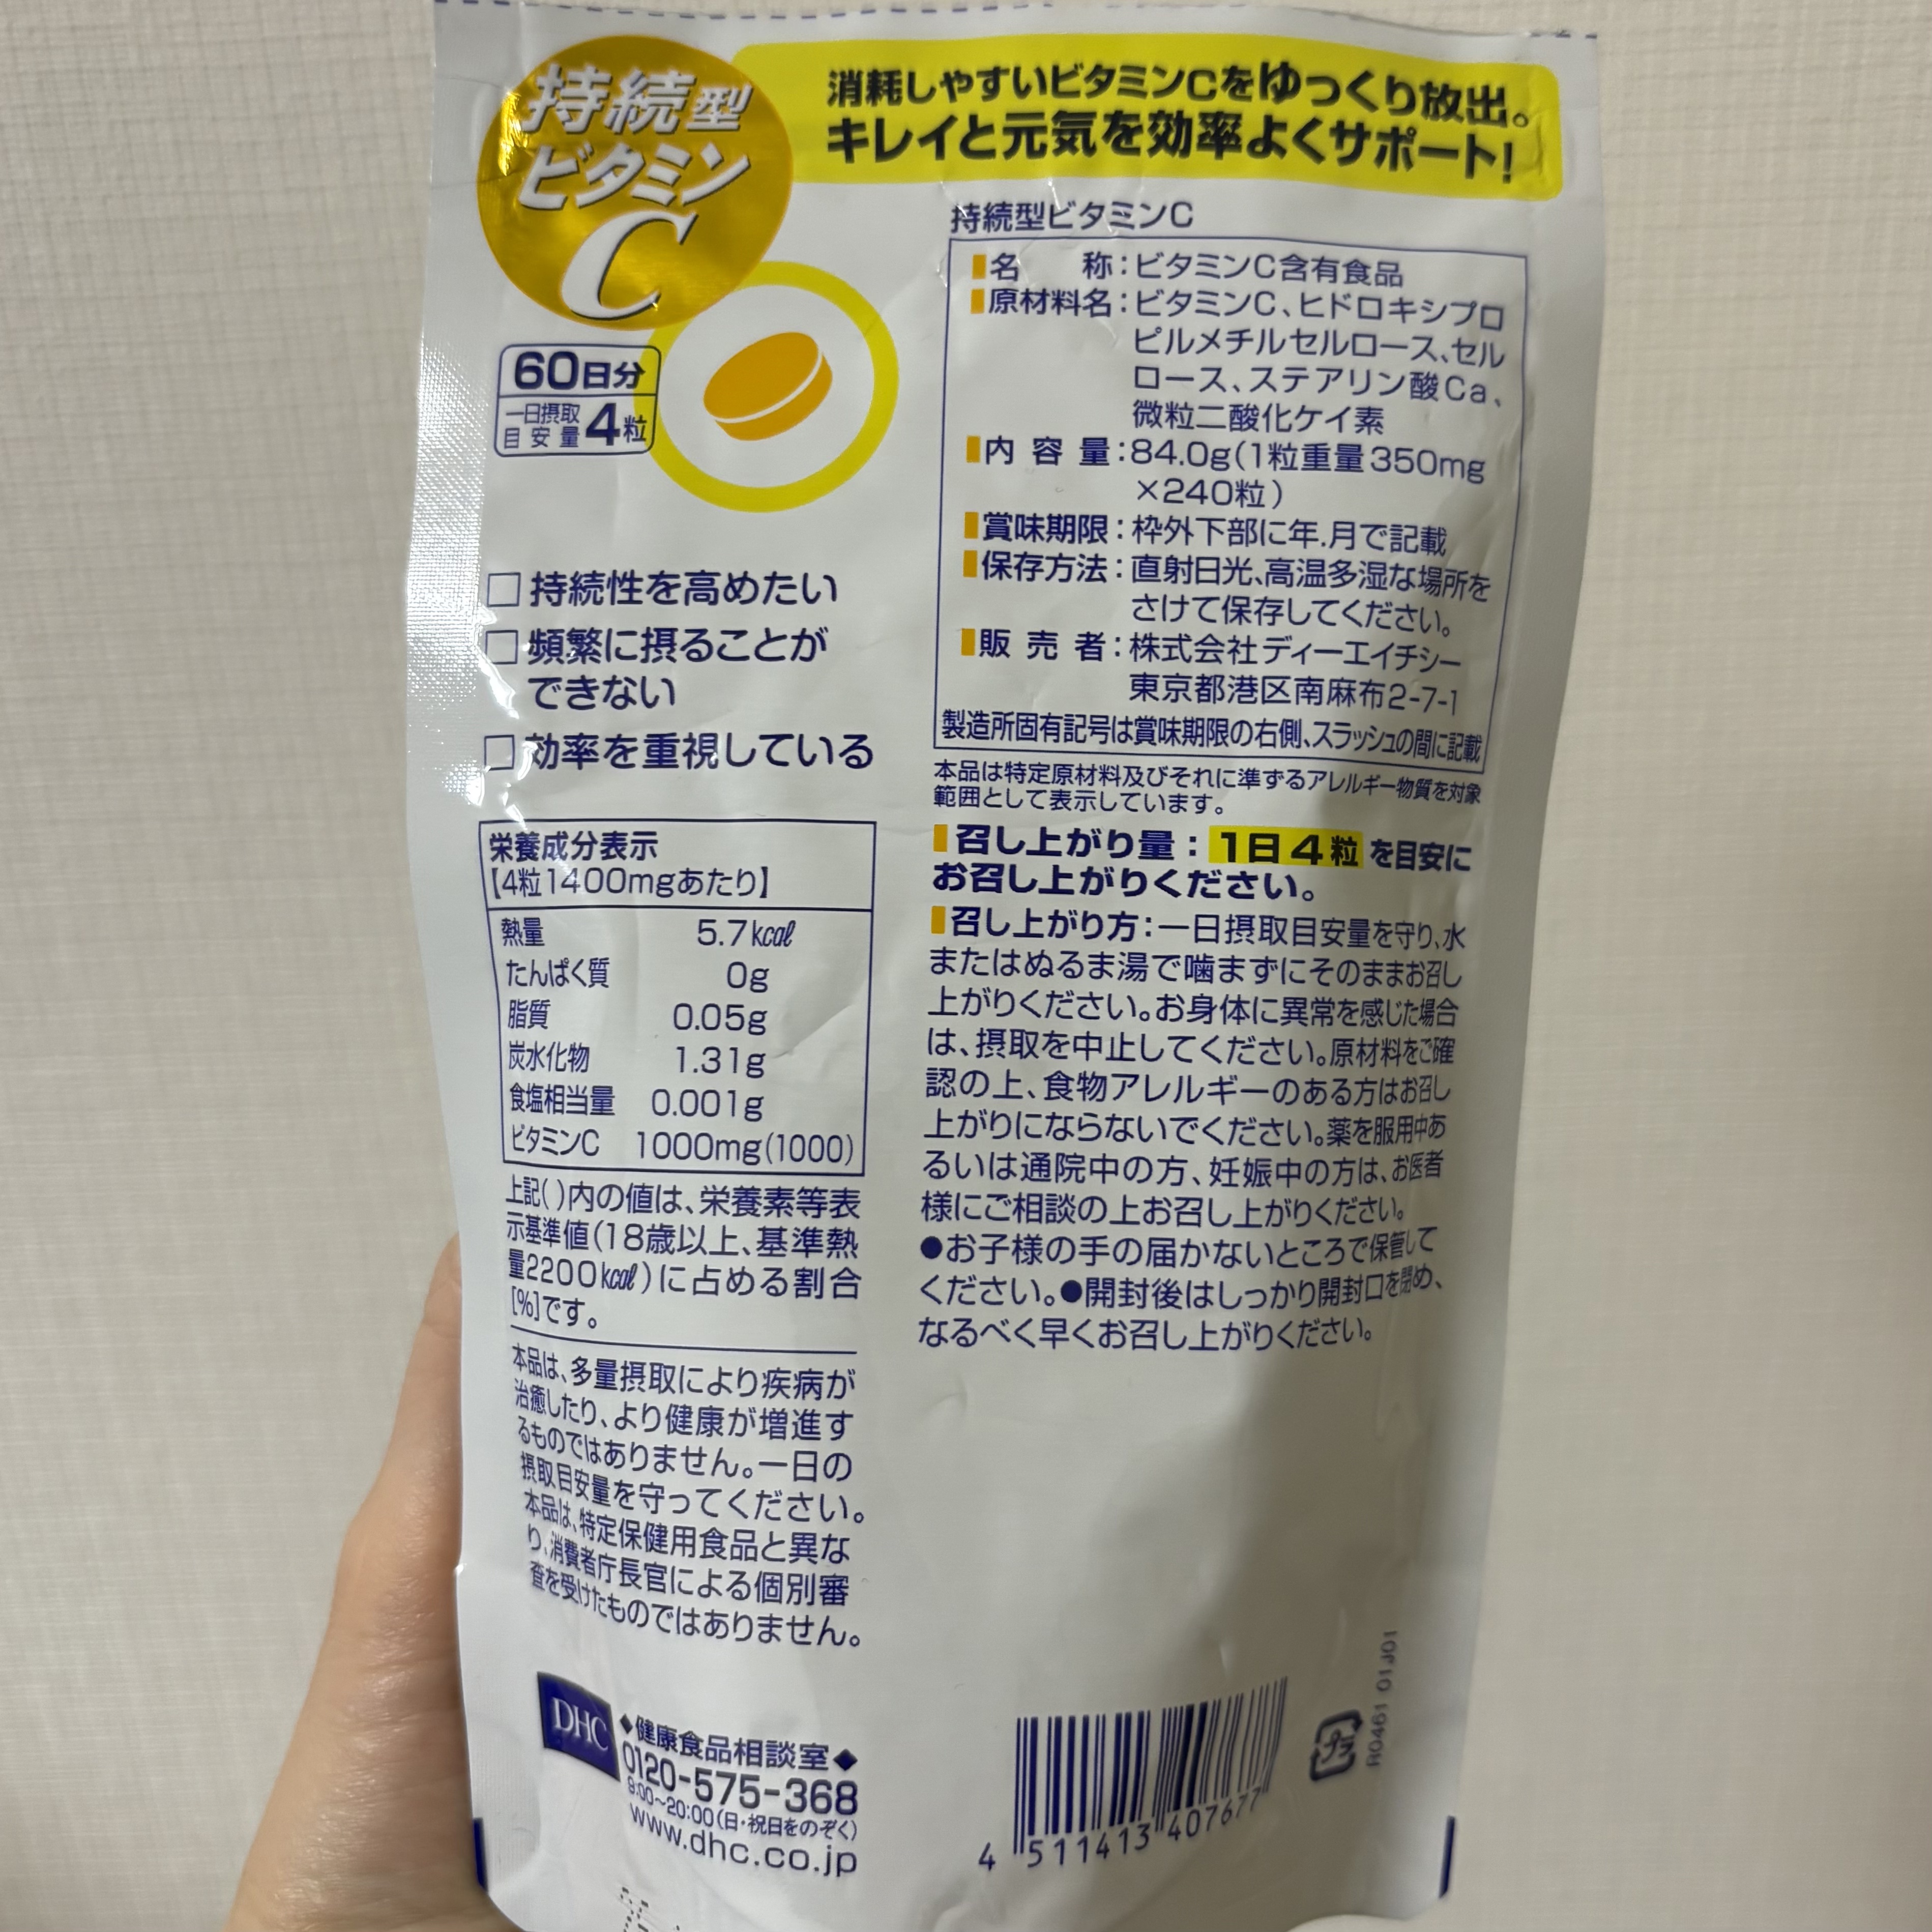 持続型
ビタミン
C
消耗しやすいビタミンCをゆっくり放出。
キレイと元気を効率よくサポート!
60日分
一日摂取
目安量 4粒
□持続性を高めたい
□頻繁に摂ることが
できない
□効率を重視している
持続型ビタミンC
名 称:ビタミンC含有食品
原材料名:ビタミンC、ヒドロキシプロ
ピルメチルセルロース、セル
ロース、ステアリン酸Ca、
微粒二酸化ケイ素
内容量:84.0g(1粒重量350mg
×240粒)
賞味期限:枠外下部に年.月で記載
保存方法:直射日光、高温多湿な場所を
さけて保存してください。
販売者:株式会社ディーエイチシー
東京都港区南麻布2-7-1
製造所固有記号は賞味期限の右側、スラッシュの間に記載
本品は特定原材料及びそれに準ずるアレルギー物質を対象
範囲として表示しています。
召し上がり量:1日4粒を目安に
お召し上がりください。
召し上がり方:一日摂取目安量を守り、水
またはぬるま湯で噛まずにそのままお召し
上がりください。お身体に異常を感じた場合
は、摂取を中止してください。原材料をご確
認の上、食物アレルギーのある方はお召し
上がりにならないでください。薬を服用中あ
るいは通院中の方、妊娠中の方は、お医者
様にご相談の上お召し上がりください。
●お子様の手の届かないところで保管して
ください。●開封後はしっかり開封口を閉め、
なるべく早くお召し上がりください。
栄養成分表示
【4粒1400mgあたり】
熱量 5.7kcal
たんぱく質 0g
脂質 0.05g
炭水化物 1.31g
食塩相当量 0.001g
ビタミンC 1000mg(1000)
上記( )内の値は、栄養素等表
示基準値(18歳以上、基準熱
量2200kcal)に占める割合
[%]です。
本品は、多量摂取により疾病が
治癒したり、より健康が増進す
るものではありません。一日の
摂取目安量を守ってください。
本品は、特定保健用食品と異な
り、消費者庁長官による個別審
査を受けたものではありません。
DHC
◆健康食品相談室◆
0120-575-368
9:00~20:00(日・祝日をのぞく)
www.dhc.co.jp
4 511413 407677
プラ
R0461 01J01